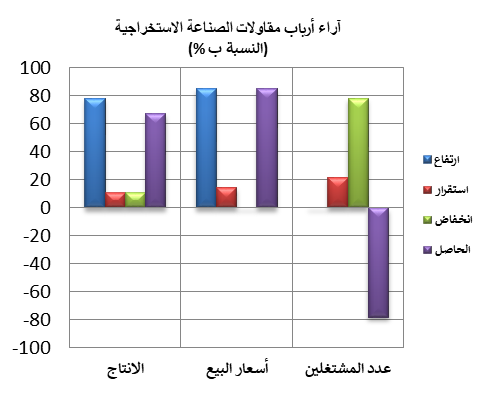 آراء أرباب مقاولات الصناعة الاستخراجية
(النسبة ب %)
100
80
60
40
20
0
-20
-40
-60
-80
-100
ارتفاع
استقرار
انخفاض
الحاصل
الانتاج
أسعار البيع
عدد المشتغلين